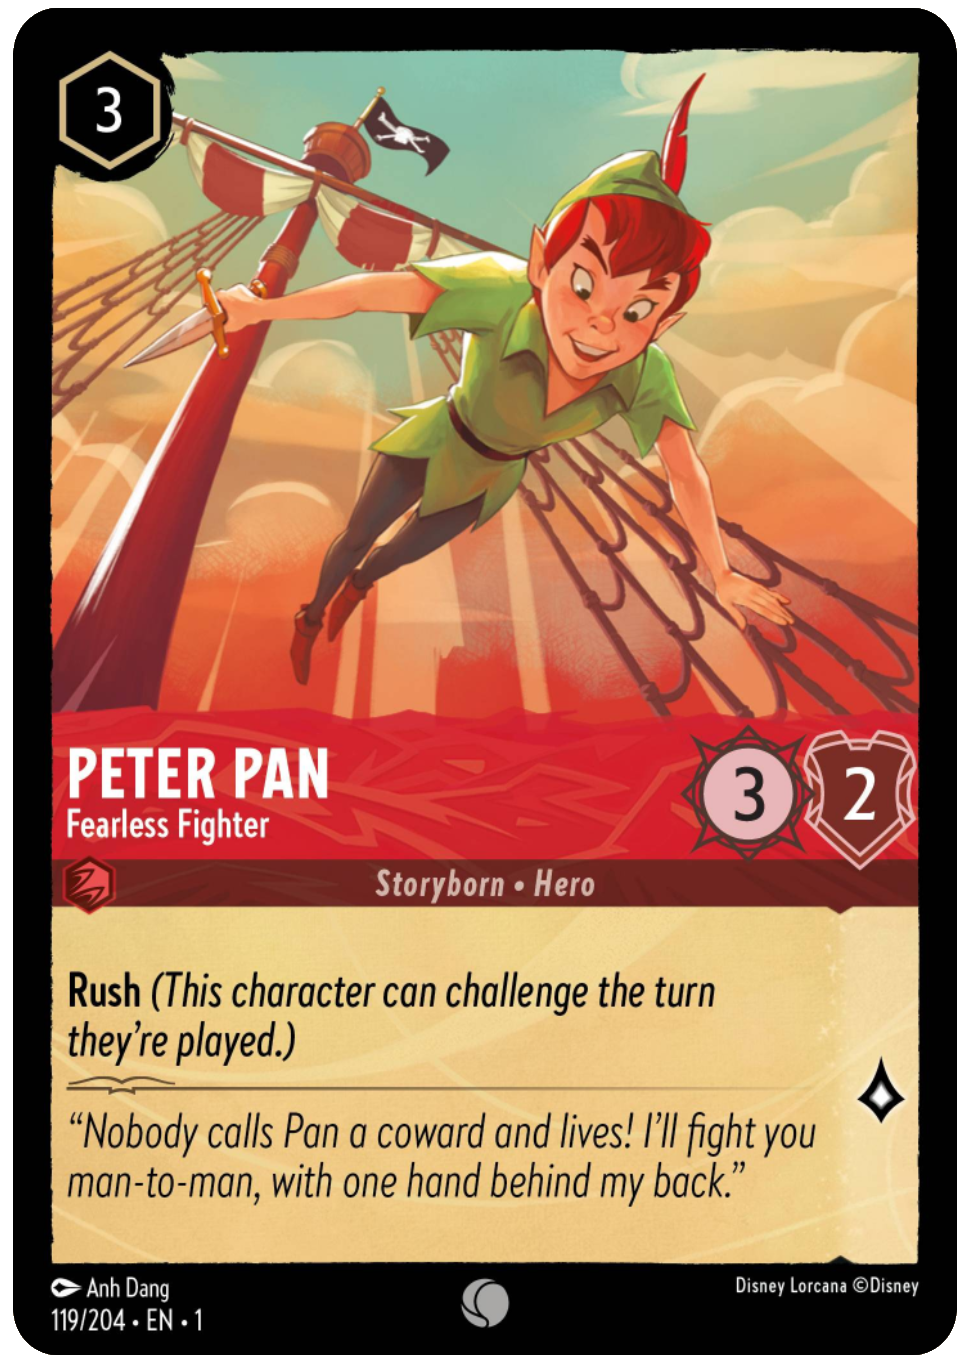 3
PETER PAN
Fearless Fighter
3
2
Storyborn • Hero
Rush (This character can challenge the turn
they’re played.)
“Nobody calls Pan a coward and lives! I’ll fight you
man-to-man, with one hand behind my back.”
Anh Dang
Disney Lorcana ©Disney
119/204 • EN • 1